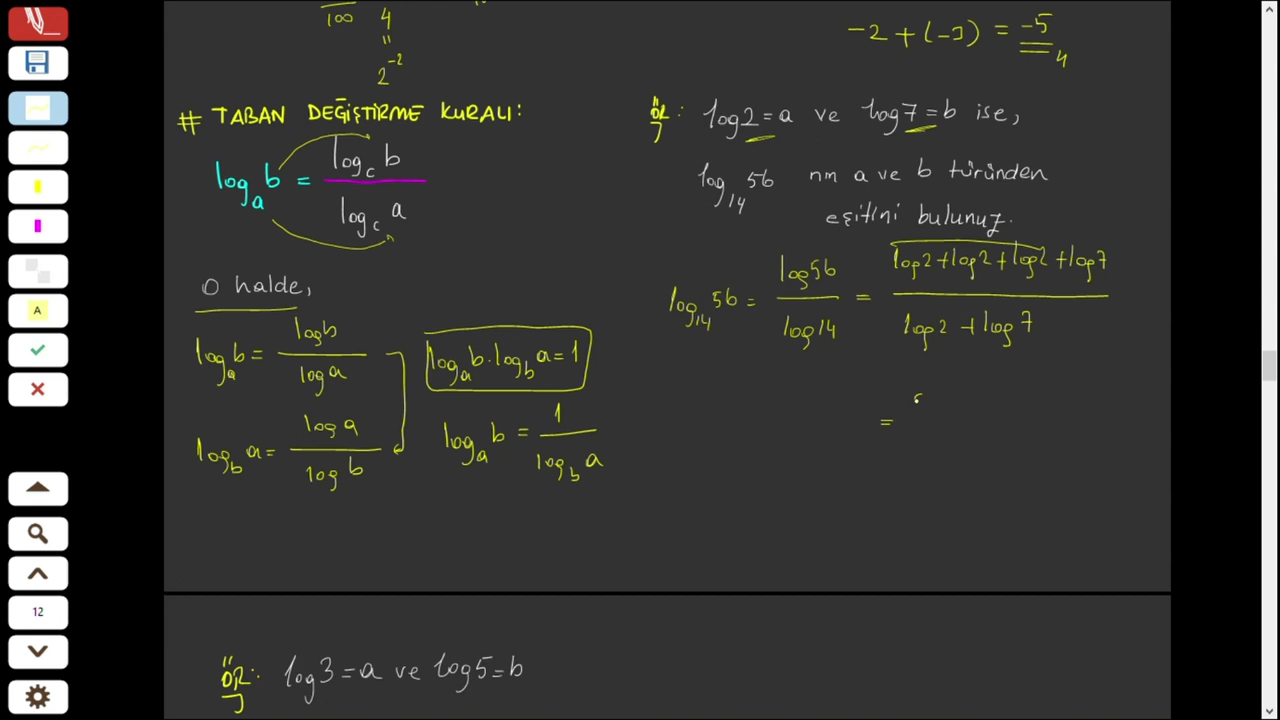 100 4
"
2^-2
-2 + (-3) = -5
# TABAN DEĞİŞTİRME KURALI:
log_a b = log_c b / log_c a
O halde,
log_a b = log b / log a
log_b a = log a / log b
log_a b . log_b a = 1
log_a b = 1 / log_b a
ÖR: log2 = a ve log7 = b ise,
log_14 56 nın a ve b türünden
eşitini bulunuz.
log_14 56 = log56 / log14 = log2 + log2 + log2 + log7 / log2 + log7
=
ÖR: log3 = a ve log5 = b
A
12